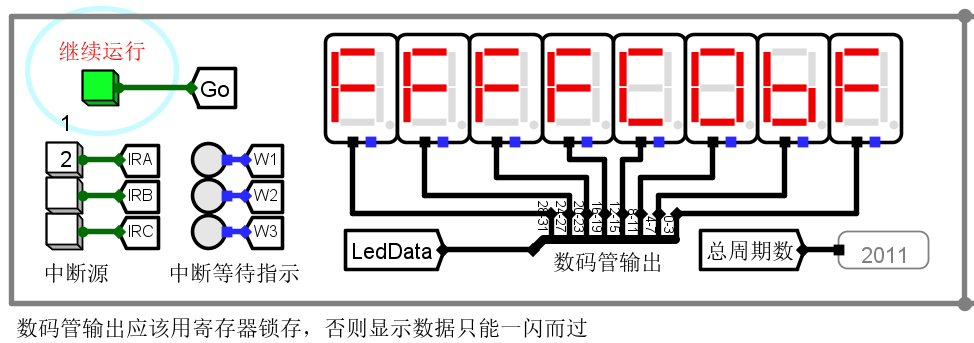 继续运行
Go
1
2
IRA
W1
IRB
W2
IRC
W3
中断源
中断等待指示
28-31
24-27
20-23
16-19
12-15
8-11
4-7
0-3
LedData
数码管输出
总周期数
2011
数码管输出应该用寄存器锁存，否则显示数据只能一闪而过